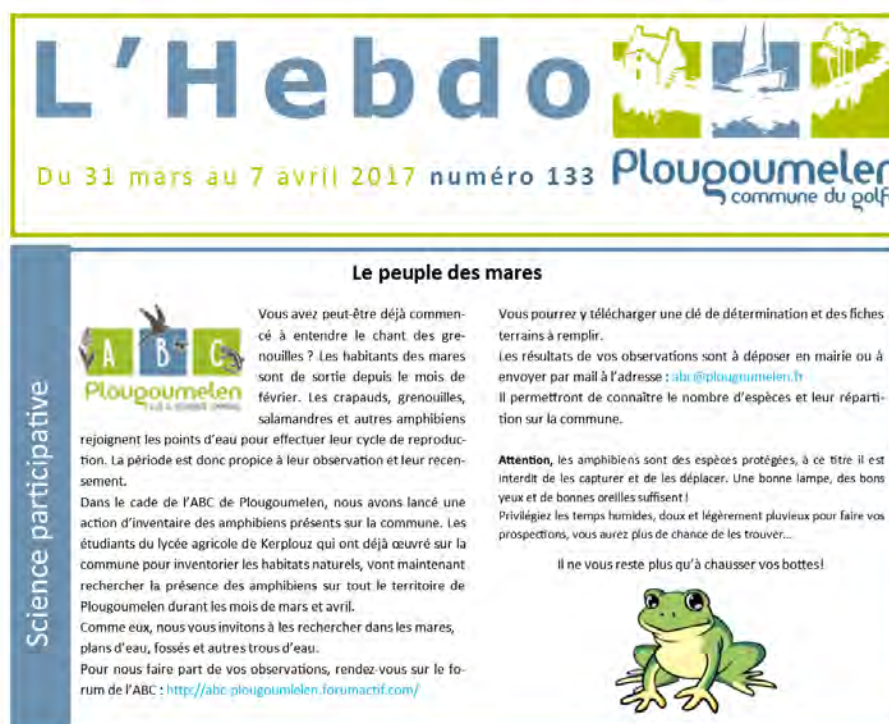 L'Hebdo
Du 31 mars au 7 avril 2017 numéro 133
Plougoumelen
commune du golfe
Science participative
Le peuple des mares
A B C
Plougoumelen
Vous avez peut-être déjà commen-
cé à entendre le chant des gre-
nouilles ? Les habitants des mares
sont de sortie depuis le mois de
février. Les crapauds, grenouilles,
salamandres et autres amphibiens
rejoignent les points d'eau pour effectuer leur cycle de reproduc-
tion. La période est donc propice à leur observation et leur recen-
sement.
Dans le cade de l'ABC de Plougoumelen, nous avons lancé une
action d'inventaire des amphibiens présents sur la commune. Les
étudiants du lycée agricole de Kerplouz qui ont déjà œuvré sur la
commune pour inventorier les habitats naturels, vont maintenant
rechercher la présence des amphibiens sur tout le territoire de
Plougoumelen durant les mois de mars et avril.
Comme eux, nous vous invitons à les rechercher dans les mares,
plans d'eau, fossés et autres trous d'eau.
Pour nous faire part de vos observations, rendez-vous sur le fo-
rum de l'ABC : http://abc-plougoumlelen.forumactif.com/
Vous pourrez y télécharger une clé de détermination et des fiches
terrains à remplir.
Les résultats de vos observations sont à déposer en mairie ou à
envoyer par mail à l'adresse : abc@plougoumelen.fr
Il permettront de connaître le nombre d'espèces et leur réparti-
tion sur la commune.
Attention, les amphibiens sont des espèces protégées, à ce titre il est
interdit de les capturer et de les déplacer. Une bonne lampe, des bons
yeux et de bonnes oreilles suffisent !
Privilégiez les temps humides, doux et légèrement pluvieux pour faire vos
prospections, vous aurez plus de chance de les trouver...
Il ne vous reste plus qu'à chausser vos bottes!